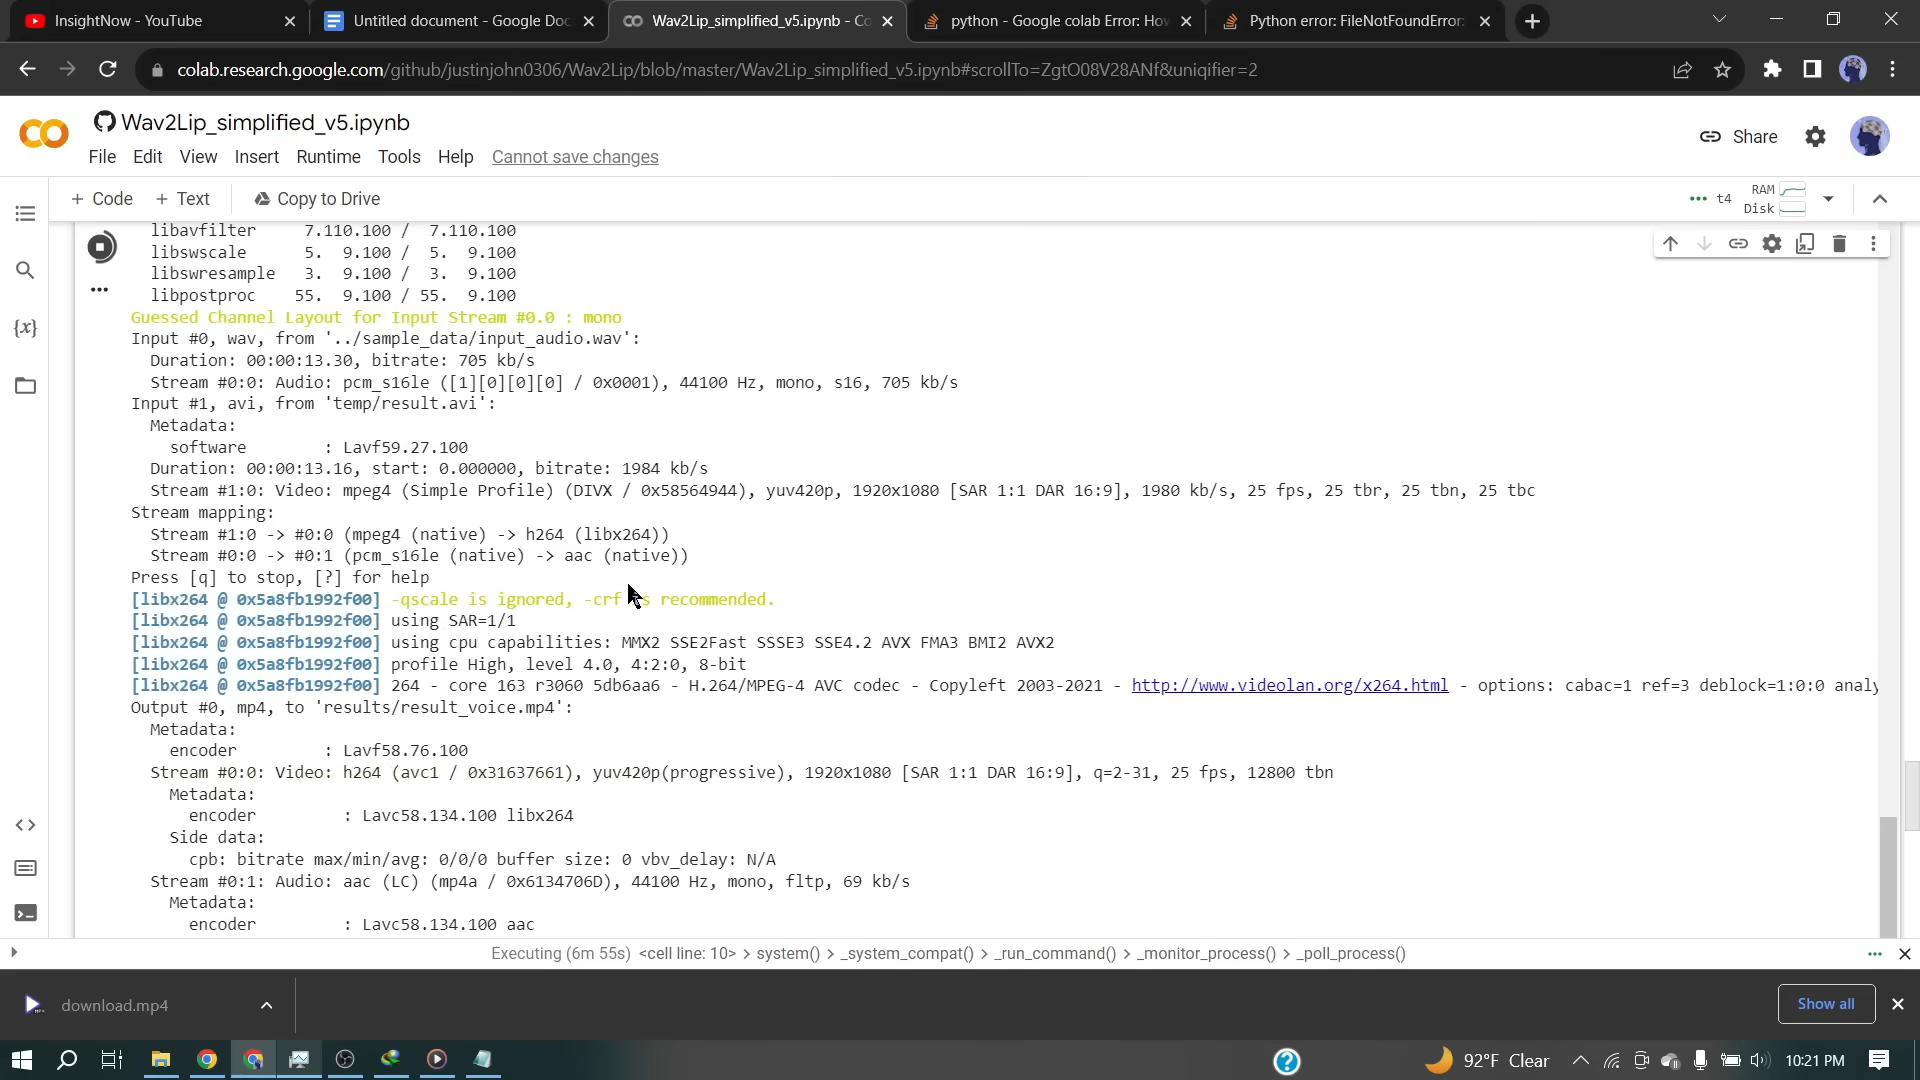 InsightNow - YouTube
Untitled document - Google Doc
Wav2Lip_simplified_v5.ipynb - Co
python - Google colab Error: How
Python error: FileNotFoundError:
colab.research.google.com/github/justinjohn0306/Wav2Lip/blob/master/Wav2Lip_simplified_v5.ipynb#scrollTo=ZgtO08V28ANf&uniqifier=2
CO
Wav2Lip_simplified_v5.ipynb
File Edit View Insert Runtime Tools Help Cannot save changes
Share
+ Code + Text Copy to Drive
t4
RAM
Disk
libavfilter 7.110.100 / 7.110.100
libswscale 5. 9.100 / 5. 9.100
libswresample 3. 9.100 / 3. 9.100
libpostproc 55. 9.100 / 55. 9.100
Guessed Channel Layout for Input Stream #0.0 : mono
Input #0, wav, from '../sample_data/input_audio.wav':
Duration: 00:00:13.30, bitrate: 705 kb/s
Stream #0:0: Audio: pcm_s16le ([1][0][0][0] / 0x0001), 44100 Hz, mono, s16, 705 kb/s
Input #1, avi, from 'temp/result.avi':
Metadata:
software : Lavf59.27.100
Duration: 00:00:13.16, start: 0.000000, bitrate: 1984 kb/s
Stream #1:0: Video: mpeg4 (Simple Profile) (DIVX / 0x58564944), yuv420p, 1920x1080 [SAR 1:1 DAR 16:9], 1980 kb/s, 25 fps, 25 tbr, 25 tbn, 25 tbc
Stream mapping:
Stream #1:0 -> #0:0 (mpeg4 (native) -> h264 (libx264))
Stream #0:0 -> #0:1 (pcm_s16le (native) -> aac (native))
Press [q] to stop, [?] for help
[libx264 @ 0x5a8fb1992f00] -qscale is ignored, -crf is recommended.
[libx264 @ 0x5a8fb1992f00] using SAR=1/1
[libx264 @ 0x5a8fb1992f00] using cpu capabilities: MMX2 SSE2Fast SSSE3 SSE4.2 AVX FMA3 BMI2 AVX2
[libx264 @ 0x5a8fb1992f00] profile High, level 4.0, 4:2:0, 8-bit
[libx264 @ 0x5a8fb1992f00] 264 - core 163 r3060 5db6aa6 - H.264/MPEG-4 AVC codec - Copyleft 2003-2021 - http://www.videolan.org/x264.html - options: cabac=1 ref=3 deblock=1:0:0 analy
Output #0, mp4, to 'results/result_voice.mp4':
Metadata:
encoder : Lavf58.76.100
Stream #0:0: Video: h264 (avc1 / 0x31637661), yuv420p(progressive), 1920x1080 [SAR 1:1 DAR 16:9], q=2-31, 25 fps, 12800 tbn
Metadata:
encoder : Lavc58.134.100 libx264
Side data:
cpb: bitrate max/min/avg: 0/0/0 buffer size: 0 vbv_delay: N/A
Stream #0:1: Audio: aac (LC) (mp4a / 0x6134706D), 44100 Hz, mono, fltp, 69 kb/s
Metadata:
encoder : Lavc58.134.100 aac
Executing (6m 55s) <cell line: 10> > system() > _system_compat() > _run_command() > _monitor_process() > _poll_process()
download.mp4
Show all
92°F Clear
10:21 PM